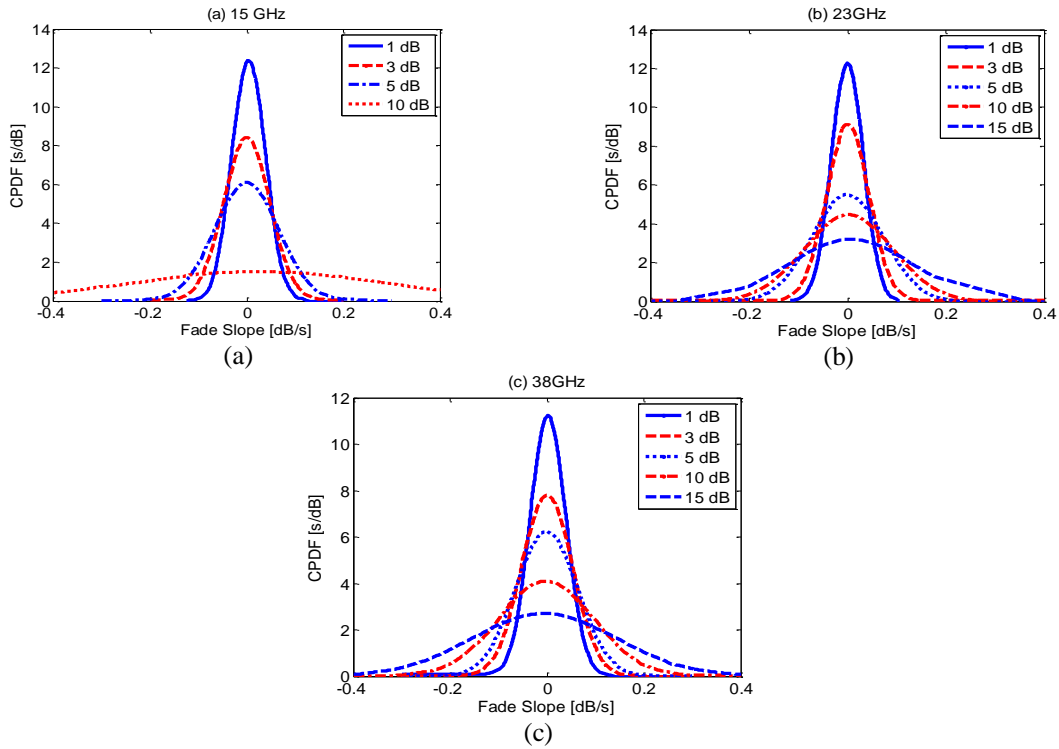 (a) 15 GHz
14
12
10
8
6
4
2
0
CPDF [s/dB]
-0.4
-0.2
0
0.2
0.4
Fade Slope [dB/s]
1 dB
3 dB
5 dB
10 dB
(a)
(b) 23GHz
14
12
10
8
6
4
2
0
CPDF [s/dB]
-0.4
-0.2
0
0.2
0.4
Fade Slope [dB/s]
1 dB
3 dB
5 dB
10 dB
15 dB
(b)
(c) 38GHz
12
10
8
6
4
2
0
CPDF [s/dB]
-0.4
-0.2
0
0.2
0.4
Fade Slope [dB/s]
1 dB
3 dB
5 dB
10 dB
15 dB
(c)